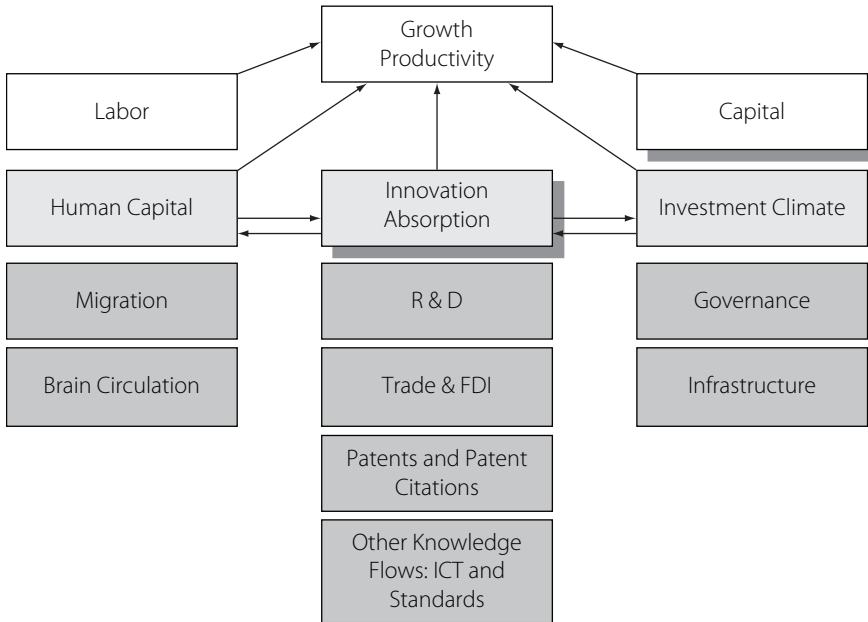 Growth
Productivity
Labor
Capital
Human Capital
Innovation
Absorption
Investment Climate
Migration
R & D
Governance
Brain Circulation
Trade & FDI
Infrastructure
Patents and Patent
Citations
Other Knowledge
Flows: ICT and
Standards